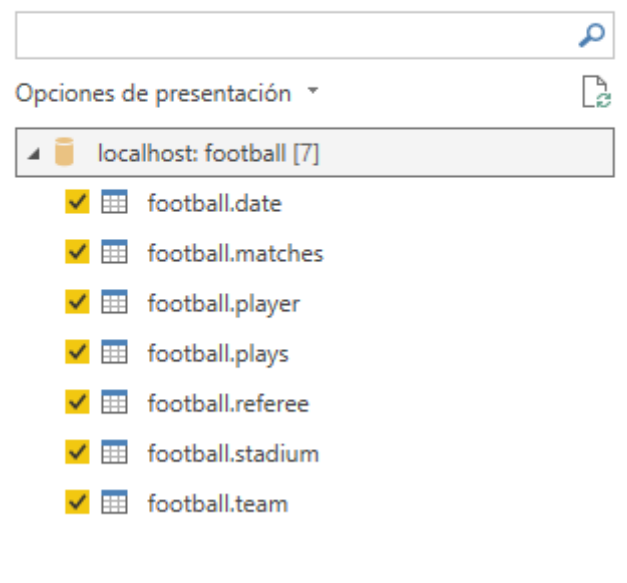 Opciones de presentación
localhost: football [7]
football.date
football.matches
football.player
football.plays
football.referee
football.stadium
football.team